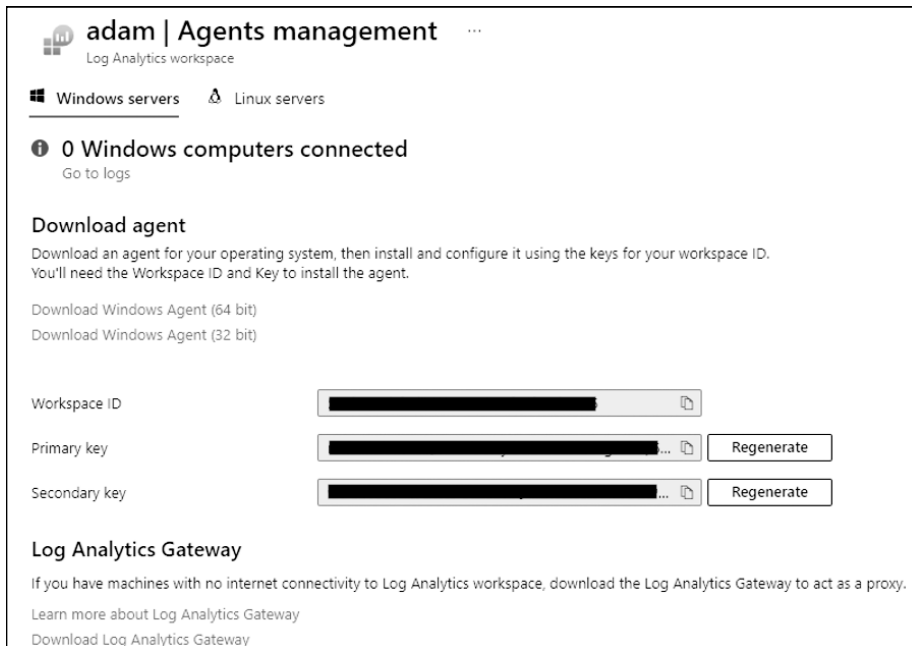 adam | Agents management ...
Log Analytics workspace
Windows servers Linux servers
0 Windows computers connected
Go to logs
Download agent
Download an agent for your operating system, then install and configure it using the keys for your workspace ID.
You'll need the Workspace ID and Key to install the agent.
Download Windows Agent (64 bit)
Download Windows Agent (32 bit)
Workspace ID
Primary key ... Regenerate
Secondary key ... Regenerate
Log Analytics Gateway
If you have machines with no internet connectivity to Log Analytics workspace, download the Log Analytics Gateway to act as a proxy.
Learn more about Log Analytics Gateway
Download Log Analytics Gateway